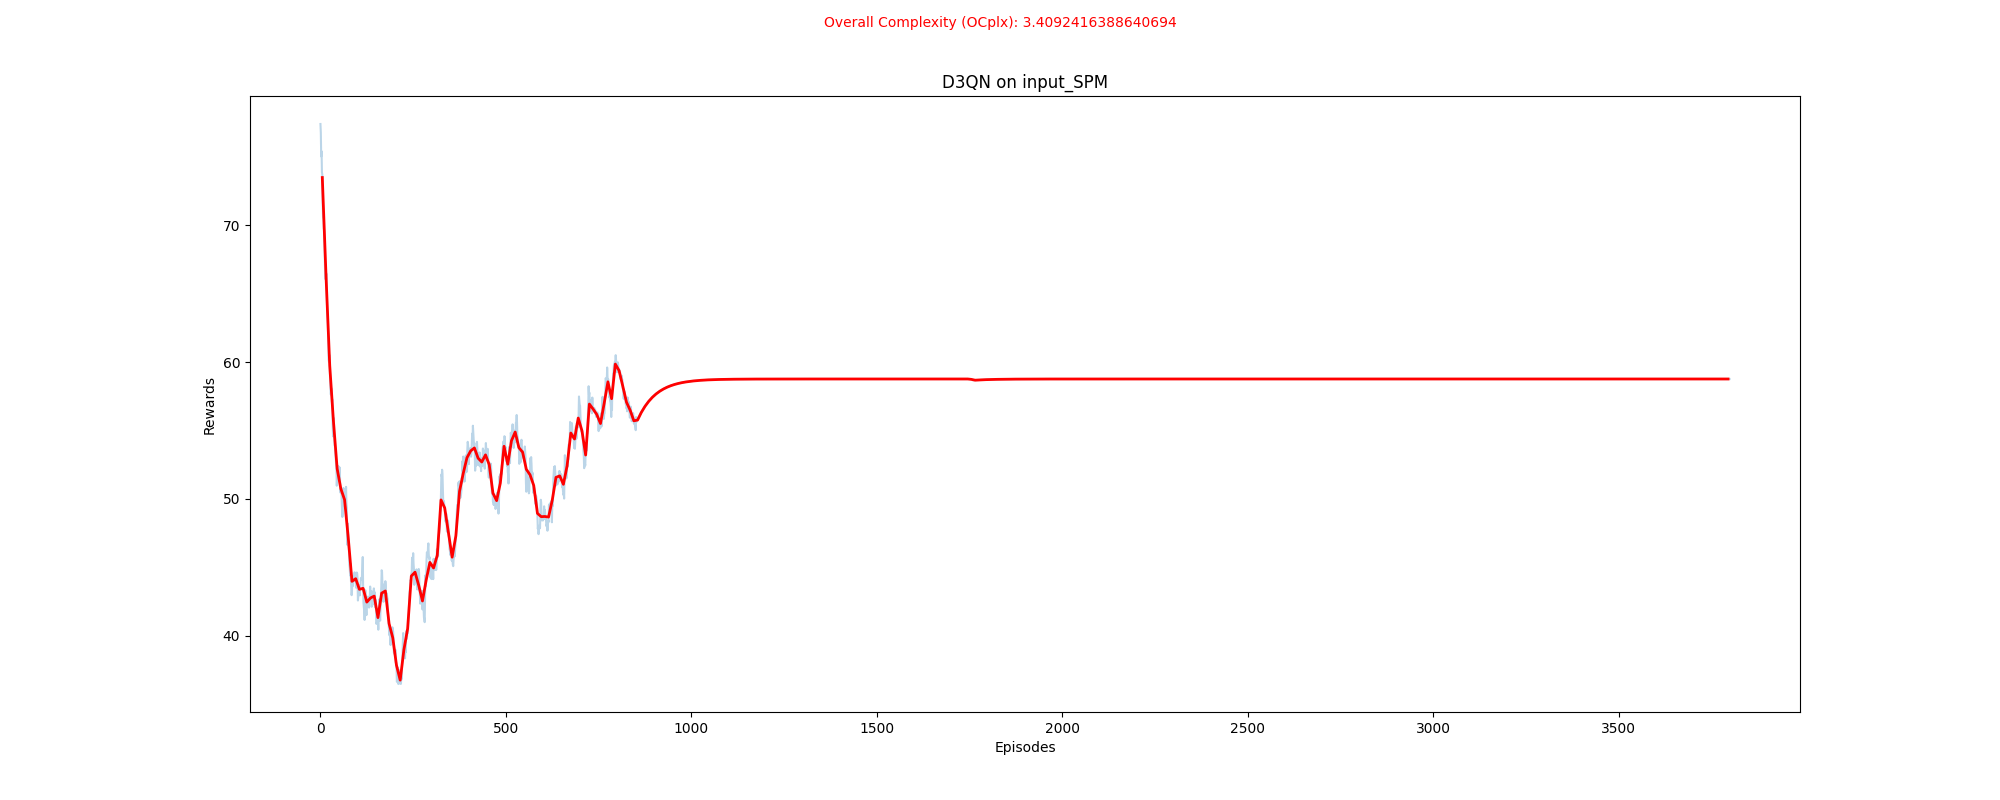 Overall Complexity (OCplx): 3.4092416388640694
D3QN on input_SPM
70
60
50
40
Rewards
0 500 1000 1500 2000 2500 3000 3500
Episodes